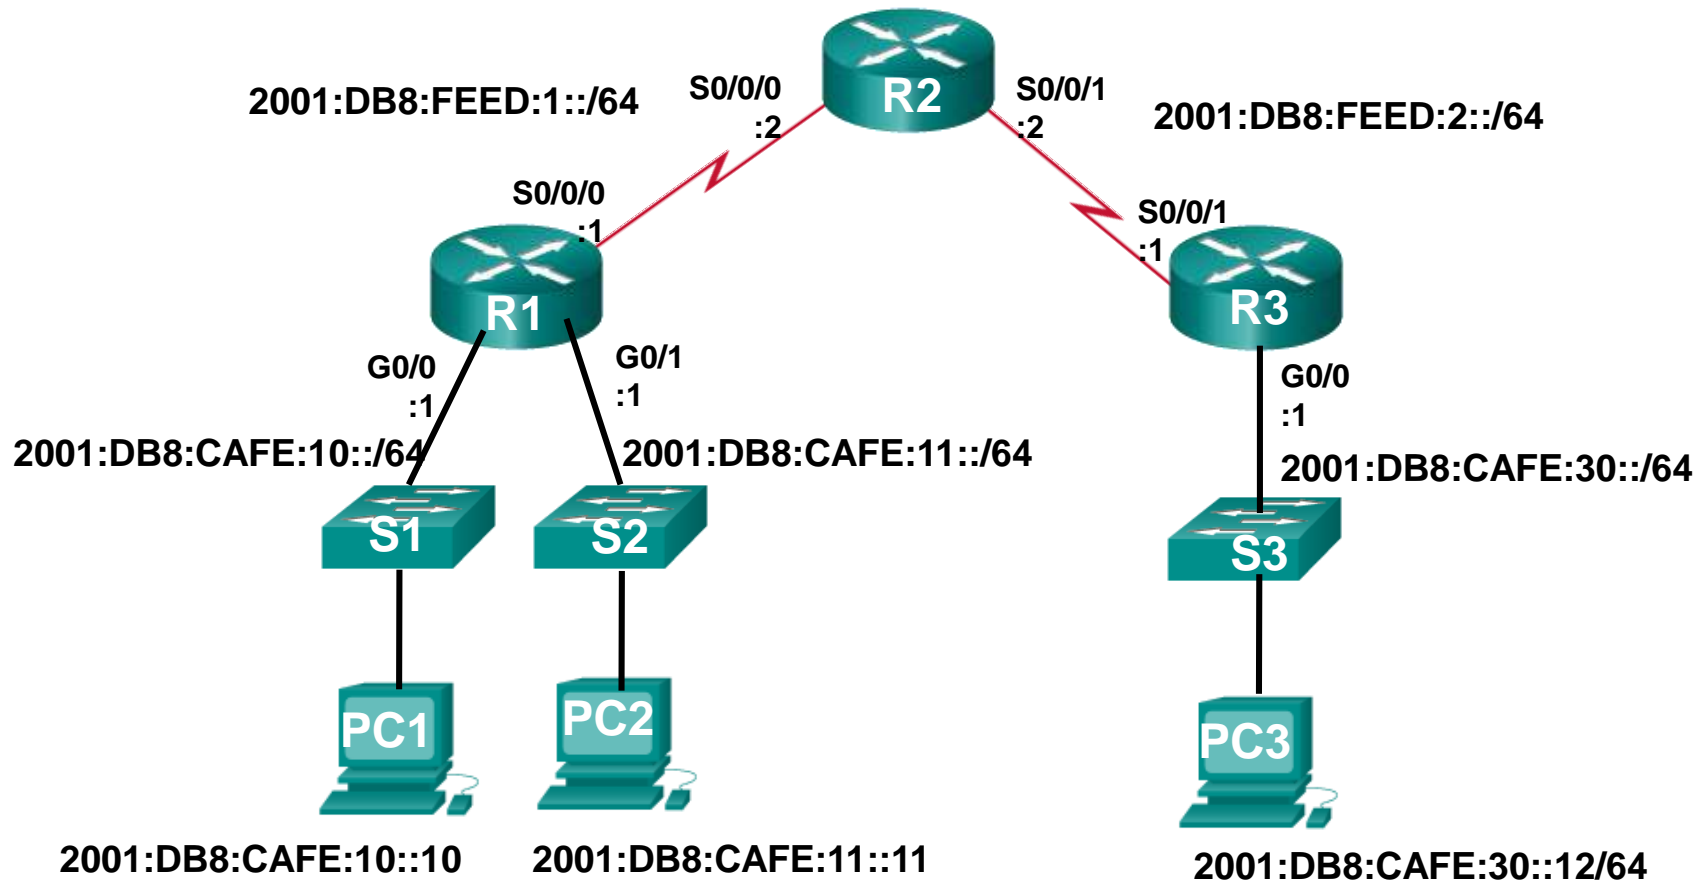 R2
S0/0/0
:2
S0/0/1
:2
2001:DB8:FEED:1::/64
2001:DB8:FEED:2::/64
S0/0/0
:1
S0/0/1
:1
R1
R3
G0/0
:1
G0/1
:1
G0/0
:1
2001:DB8:CAFE:10::/64
2001:DB8:CAFE:11::/64
2001:DB8:CAFE:30::/64
S1
S2
S3
PC1
PC2
PC3
2001:DB8:CAFE:10::10
2001:DB8:CAFE:11::11
2001:DB8:CAFE:30::12/64